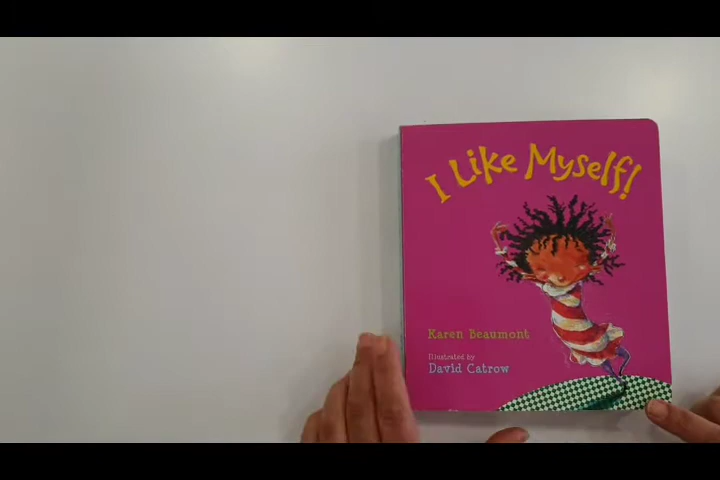 I Like Myself!
Karen Beaumont
Illustrated by
David Catrow